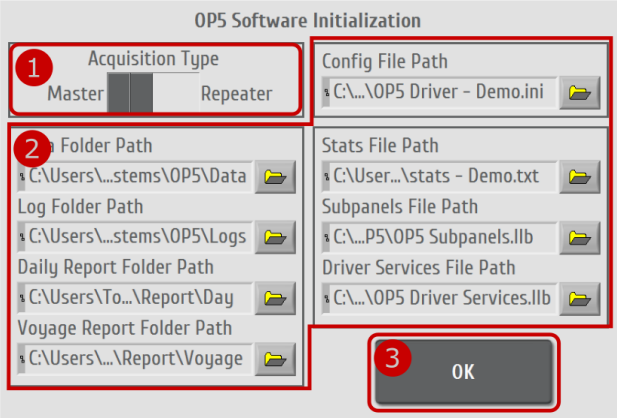 OP5 Software Initialization
1
Acquisition Type
Master
Repeater
Config File Path
C:\...\OP5 Driver - Demo.ini
2
Folder Path
C:\Users\...stems\OP5\Data
Log Folder Path
C:\Users\...stems\OP5\Logs
Daily Report Folder Path
C:\Users\To...\Report\Day
Voyage Report Folder Path
C:\Users\...\Report\Voyage
Stats File Path
C:\User...\stats - Demo.txt
Subpanels File Path
C:\...P5\OP5 Subpanels.llb
Driver Services File Path
C:\...\OP5 Driver Services.llb
3
OK